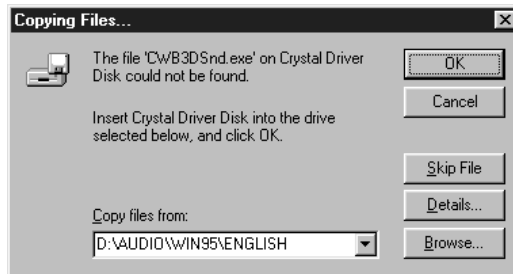 Copying Files...
The file 'CWB3DSnd.exe' on Crystal Driver
Disk could not be found.
Insert Crystal Driver Disk into the drive
selected below, and click OK.
OK
Cancel
Skip File
Details...
Browse...
Copy files from:
D:\AUDIO\WIN95\ENGLISH